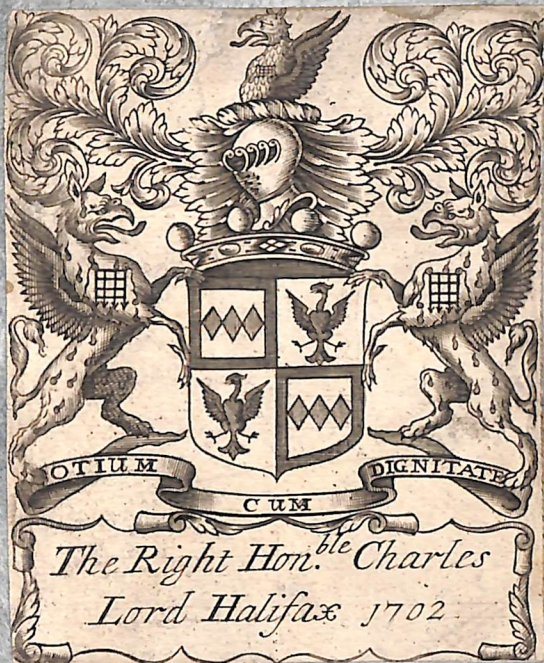 OTIUM CUM DIGNITATE
The Right Hon.ble Charles
Lord Halifax 1702